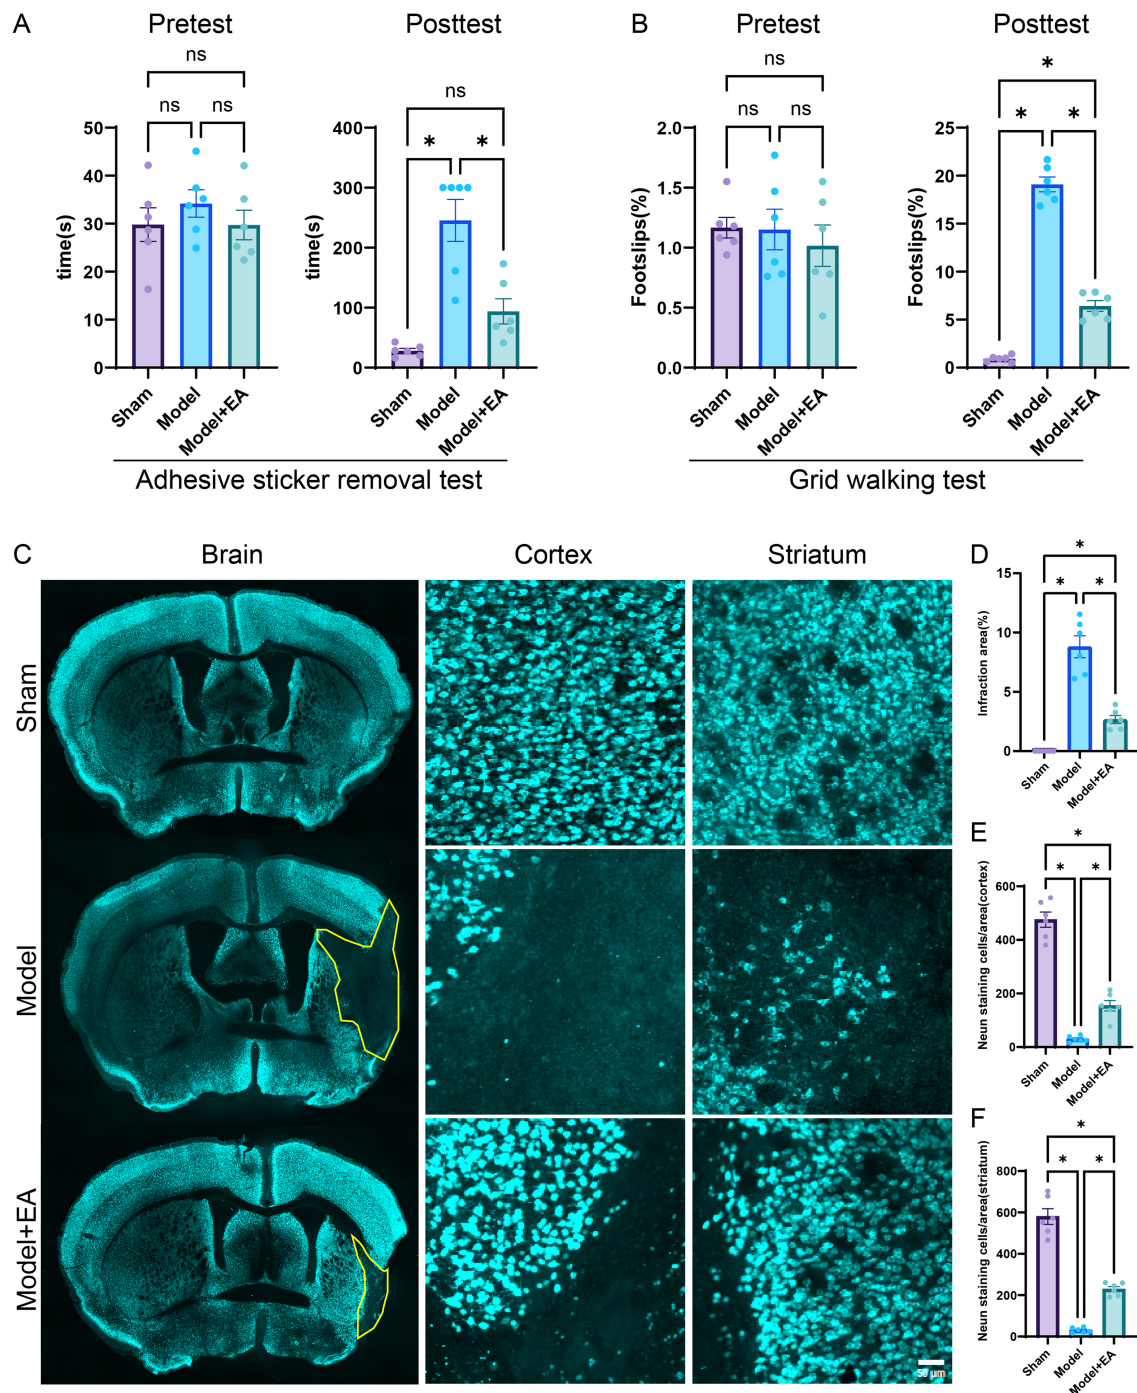 A
Pretest
Posttest
B
Pretest
Posttest
ns
ns
ns
50
40
30
20
10
0
time(s)
Sham
Model
Model+EA
ns
*
*
400
300
200
100
0
time(s)
Sham
Model
Model+EA
Adhesive sticker removal test
ns
ns
ns
2.0
1.5
1.0
0.5
0.0
Footslips(%)
Sham
Model
Model+EA
*
*
*
25
20
15
10
5
0
Footslips(%)
Sham
Model
Model+EA
Grid walking test
C
Brain
Cortex
Striatum
Sham
Model
Model+EA
50 μm
D
*
*
*
15
10
5
0
Infraction area(%)
Sham
Model
Model+EA
E
*
*
*
600
400
200
0
Neun staining cells/area(cortex)
Sham
Model
Model+EA
F
*
*
*
800
600
400
200
0
Neun staining cells/area(striatum)
Sham
Model
Model+EA